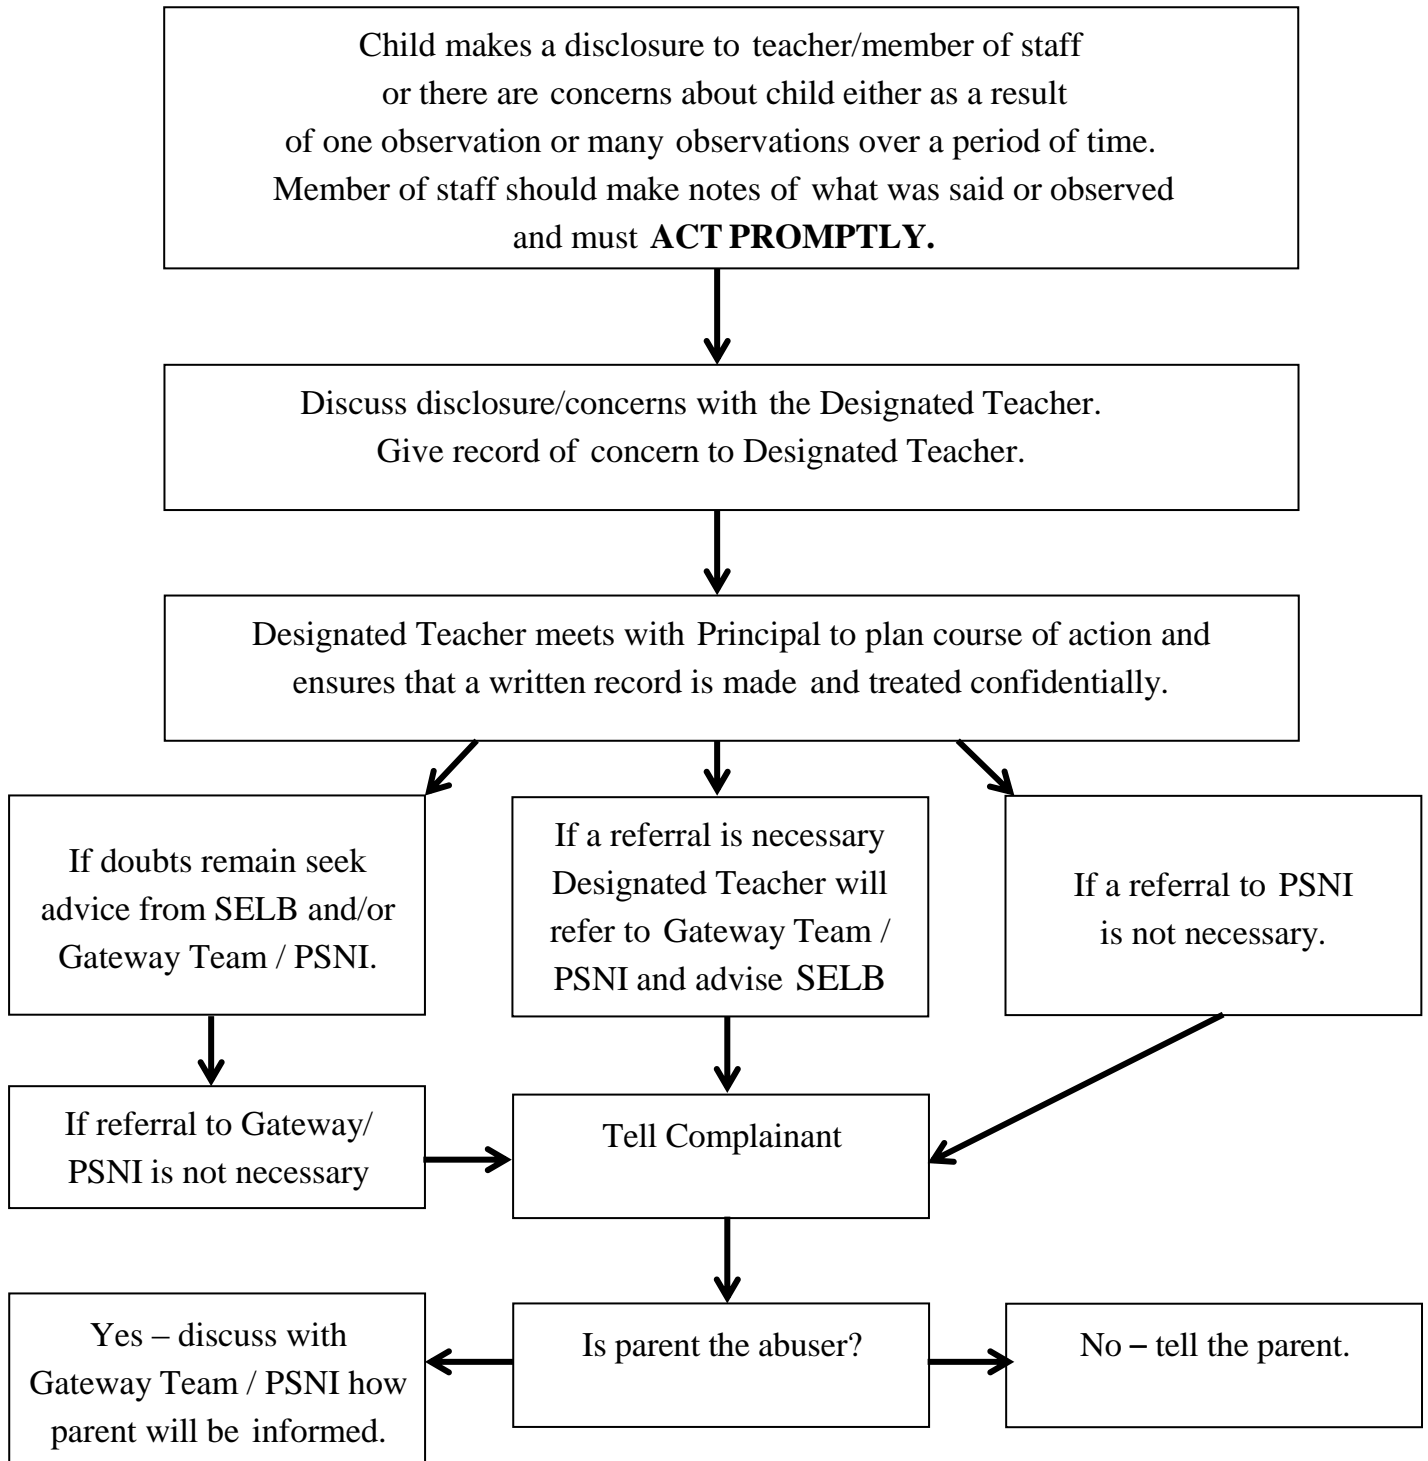 Child makes a disclosure to teacher/member of staff
or there are concerns about child either as a result
of one observation or many observations over a period of time.
Member of staff should make notes of what was said or observed
and must ACT PROMPTLY.
Discuss disclosure/concerns with the Designated Teacher.
Give record of concern to Designated Teacher.
Designated Teacher meets with Principal to plan course of action and
ensures that a written record is made and treated confidentially.
If doubts remain seek
advice from SELB and/or
Gateway Team / PSNI.
If a referral is necessary
Designated Teacher will
refer to Gateway Team /
PSNI and advise SELB
If a referral to PSNI
is not necessary.
If referral to Gateway/
PSNI is not necessary
Tell Complainant
Yes – discuss with
Gateway Team / PSNI how
parent will be informed.
Is parent the abuser?
No – tell the parent.